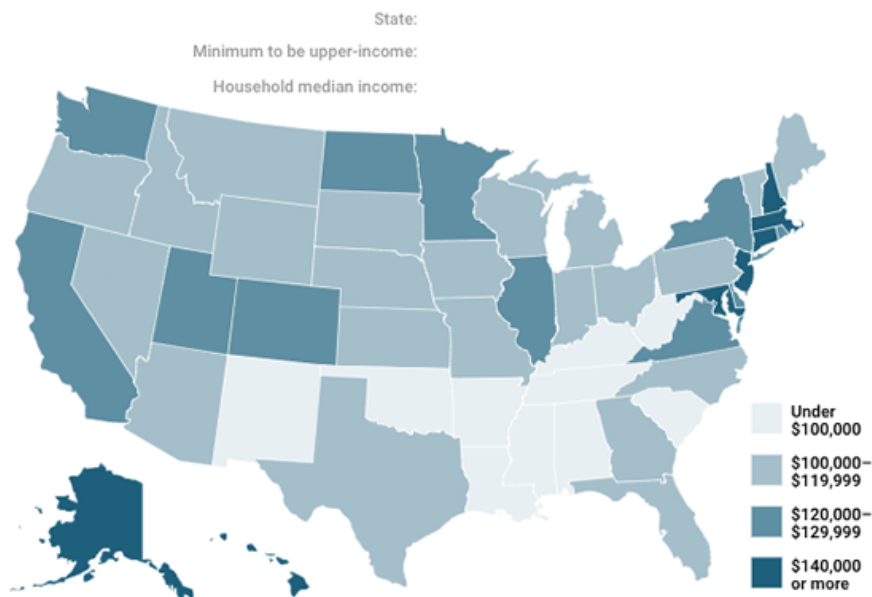 State:
Minimum to be upper-income:
Household median income:
Under
$100,000
$100,000–
$119,999
$120,000–
$129,999
$140,000
or more